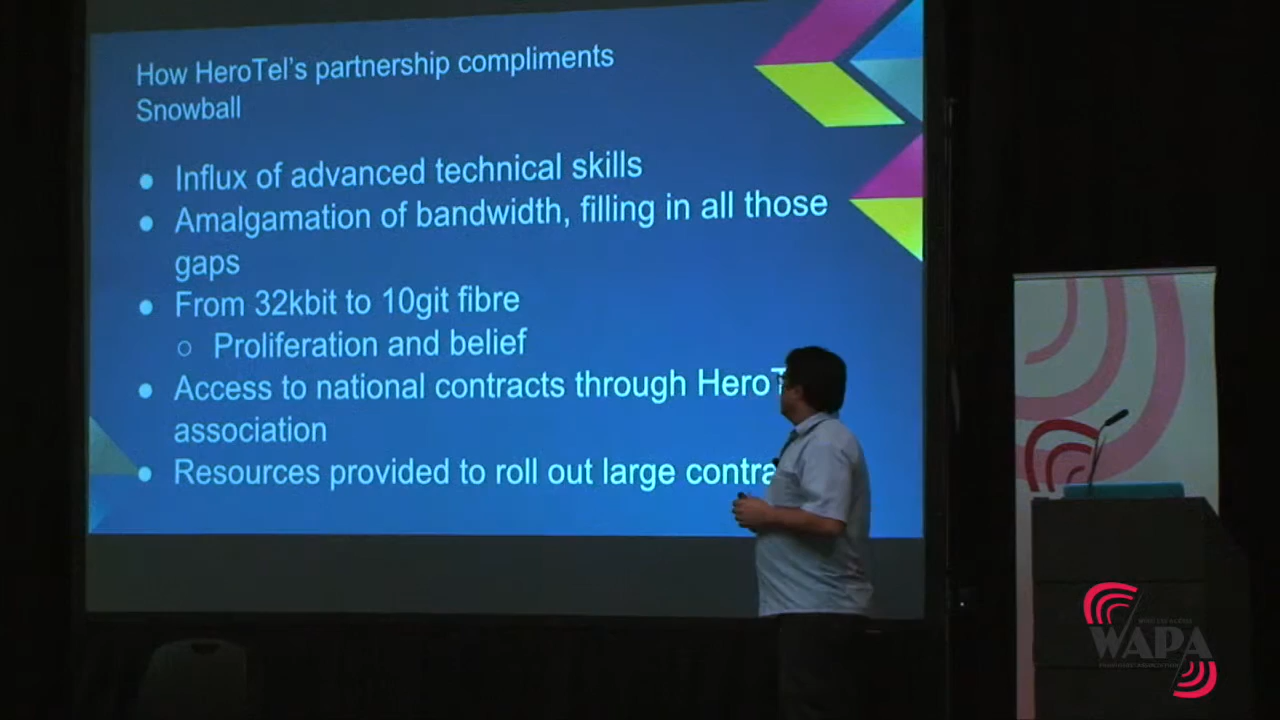 How HeroTel's partnership compliments
Snowball
● Influx of advanced technical skills
● Amalgamation of bandwidth, filling in all those
gaps
● From 32kbit to 10git fibre
○ Proliferation and belief
● Access to national contracts through
association
● Resources provided to roll out large
WAPA